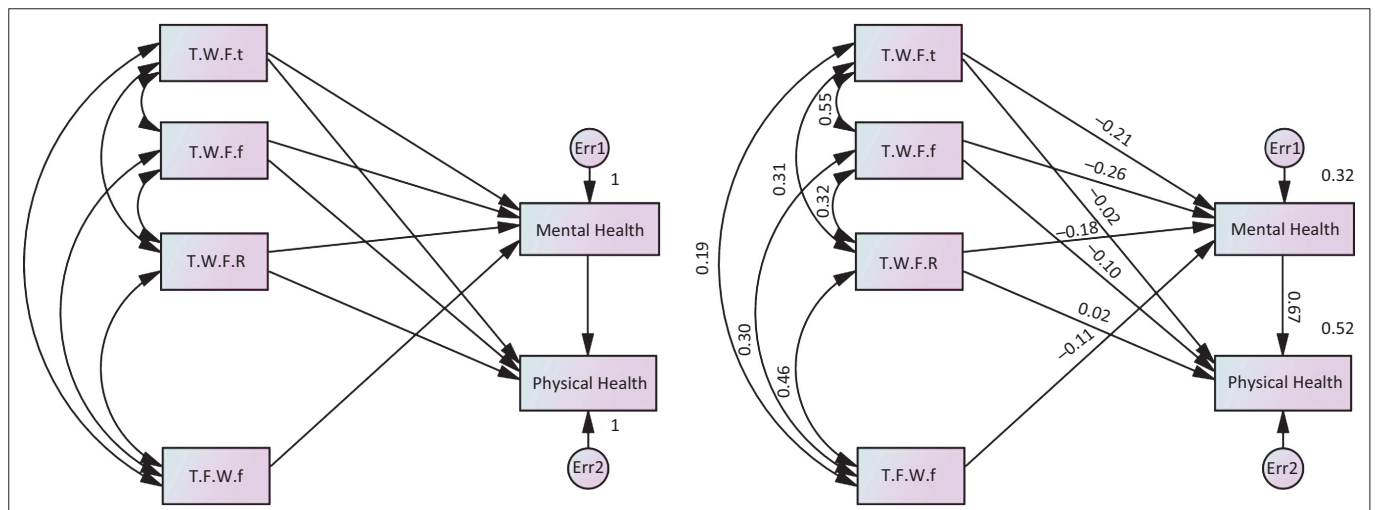 T.W.F.t
T.W.F.f
Err1
1
Mental Health
T.W.F.R
Physical Health
1
T.F.W.f
Err2
T.W.F.t
0.55
−0.21
T.W.F.f
Err1
−0.26
0.32
0.31
0.32
−0.02
Mental Health
−0.18
T.W.F.R
0.19
−0.10
0.67
0.02
0.52
0.30
−0.11
0.46
Physical Health
T.F.W.f
Err2